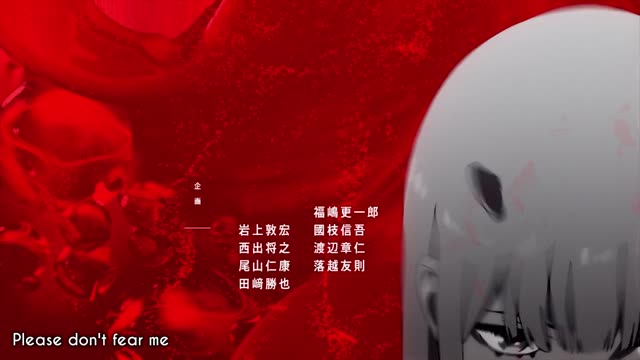 企画
福嶋更一郎
岩上敦宏 國枝信吾
西出将之 渡辺章仁
尾山仁康 落越友則
田﨑勝也
Please don't fear me